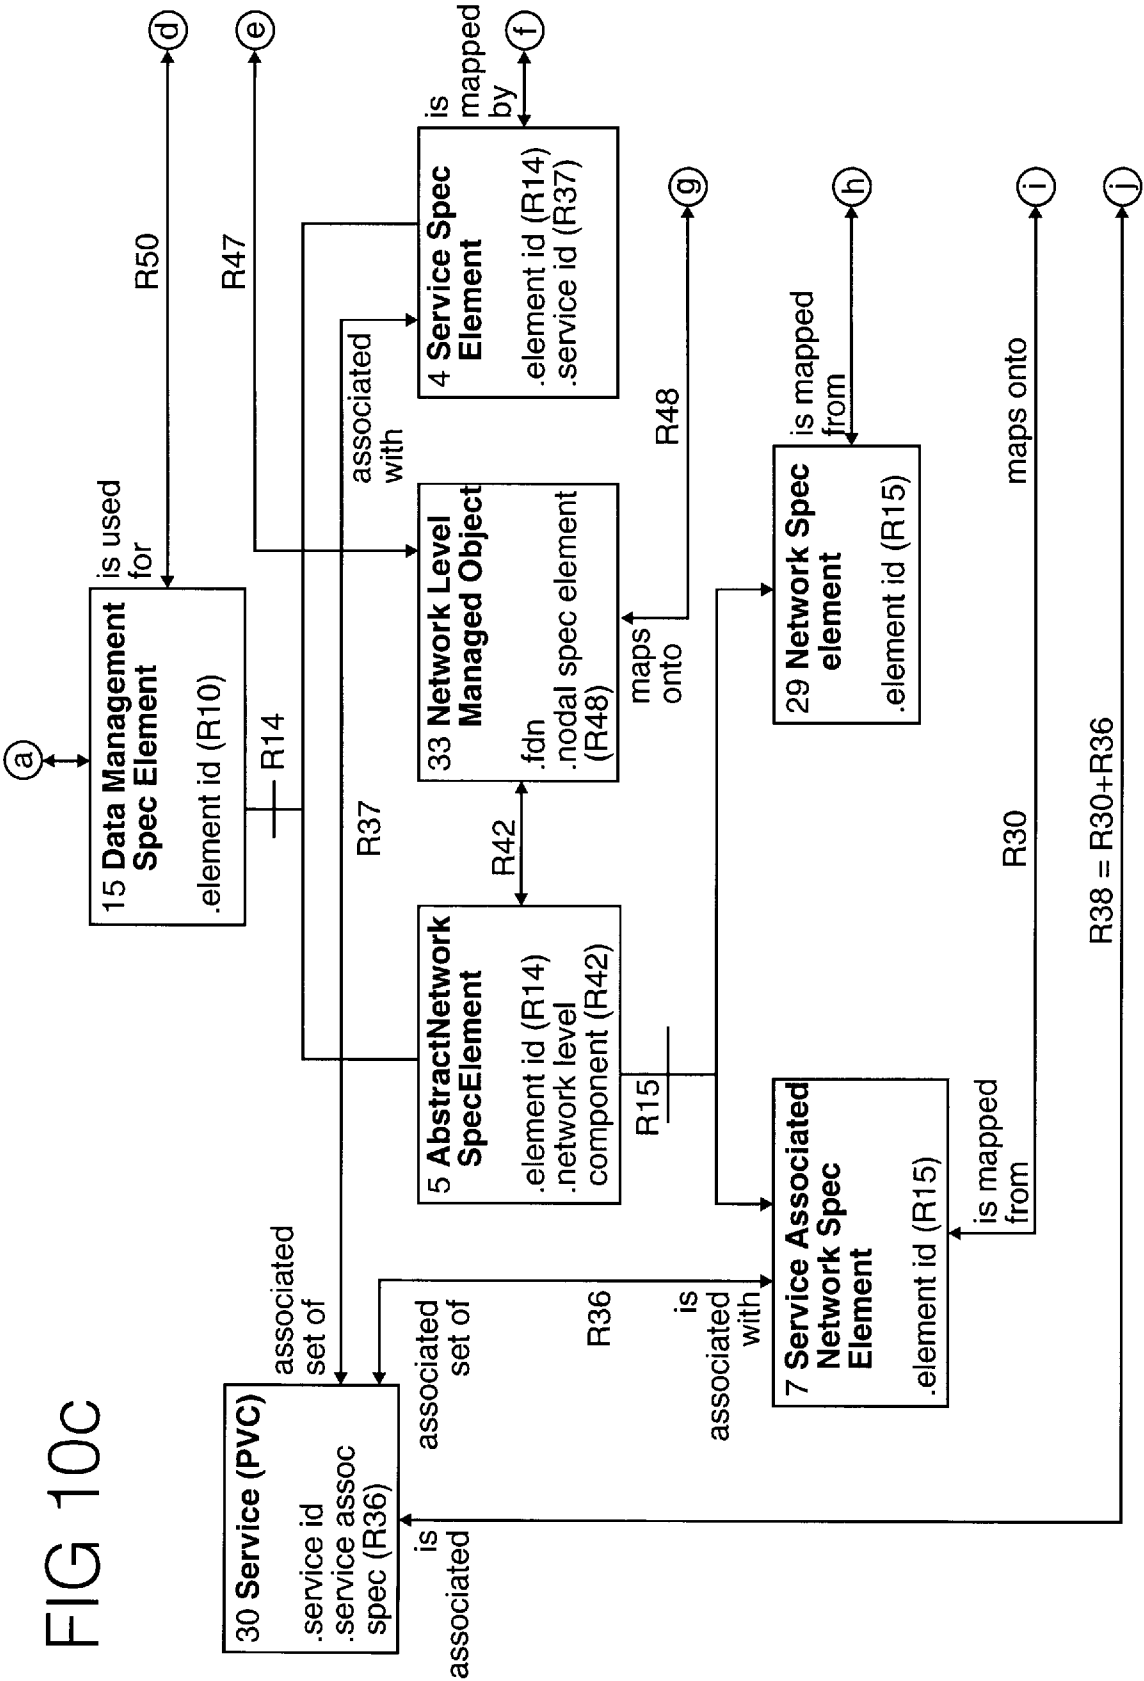 FIG 10c
a
15 Data Management
Spec Element
.element id (R10)
is used
for
R50
d
R14
R47
e
30 Service (PVC)
.service id
.service assoc
spec (R36)
associated
set of
R37
associated
with
is
associated
associated
set of
5 AbstractNetwork
SpecElement
.element id (R14)
.network level
component (R42)
R42
33 Network Level
Managed Object
.fdn
.nodal spec element
(R48)
4 Service Spec
Element
.element id (R14)
.service id (R37)
is
mapped
by
f
R36
R15
maps
onto
R48
g
is
associated
with
7 Service Associated
Network Spec
Element
.element id (R15)
29 Network Spec
element
.element id (R15)
is mapped
from
h
is mapped
from
R30
maps onto
i
R38 = R30+R36
j